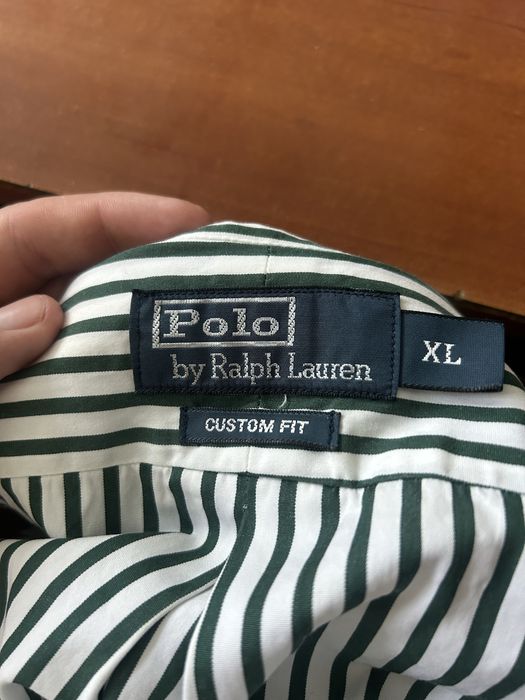 Polo
by Ralph Lauren
XL
CUSTOM FIT